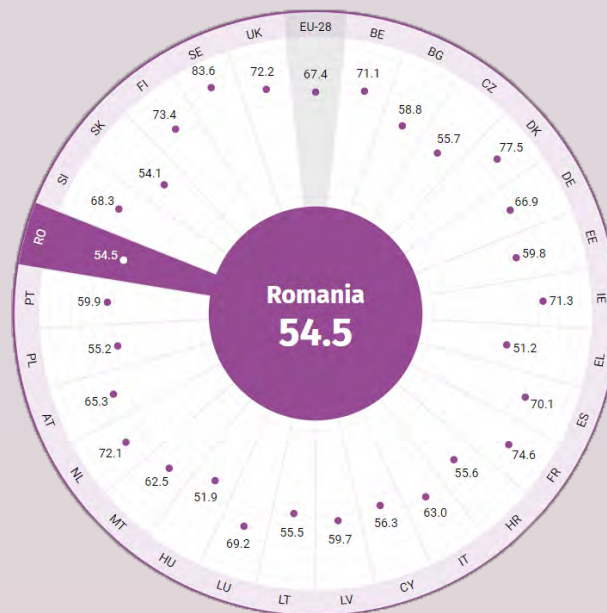 EU-28
67.4
BE
71.1
BG
58.8
CZ
55.7
DK
77.5
DE
66.9
EE
59.8
IE
71.3
EL
51.2
ES
70.1
FR
74.6
HR
55.6
IT
63.0
CY
56.3
LV
59.7
LT
55.5
LU
69.2
HU
51.9
MT
62.5
NL
72.1
AT
65.3
PL
55.2
PT
59.9
RO
54.5
SI
68.3
SK
54.1
FI
73.4
SE
83.6
UK
72.2
Romania
54.5